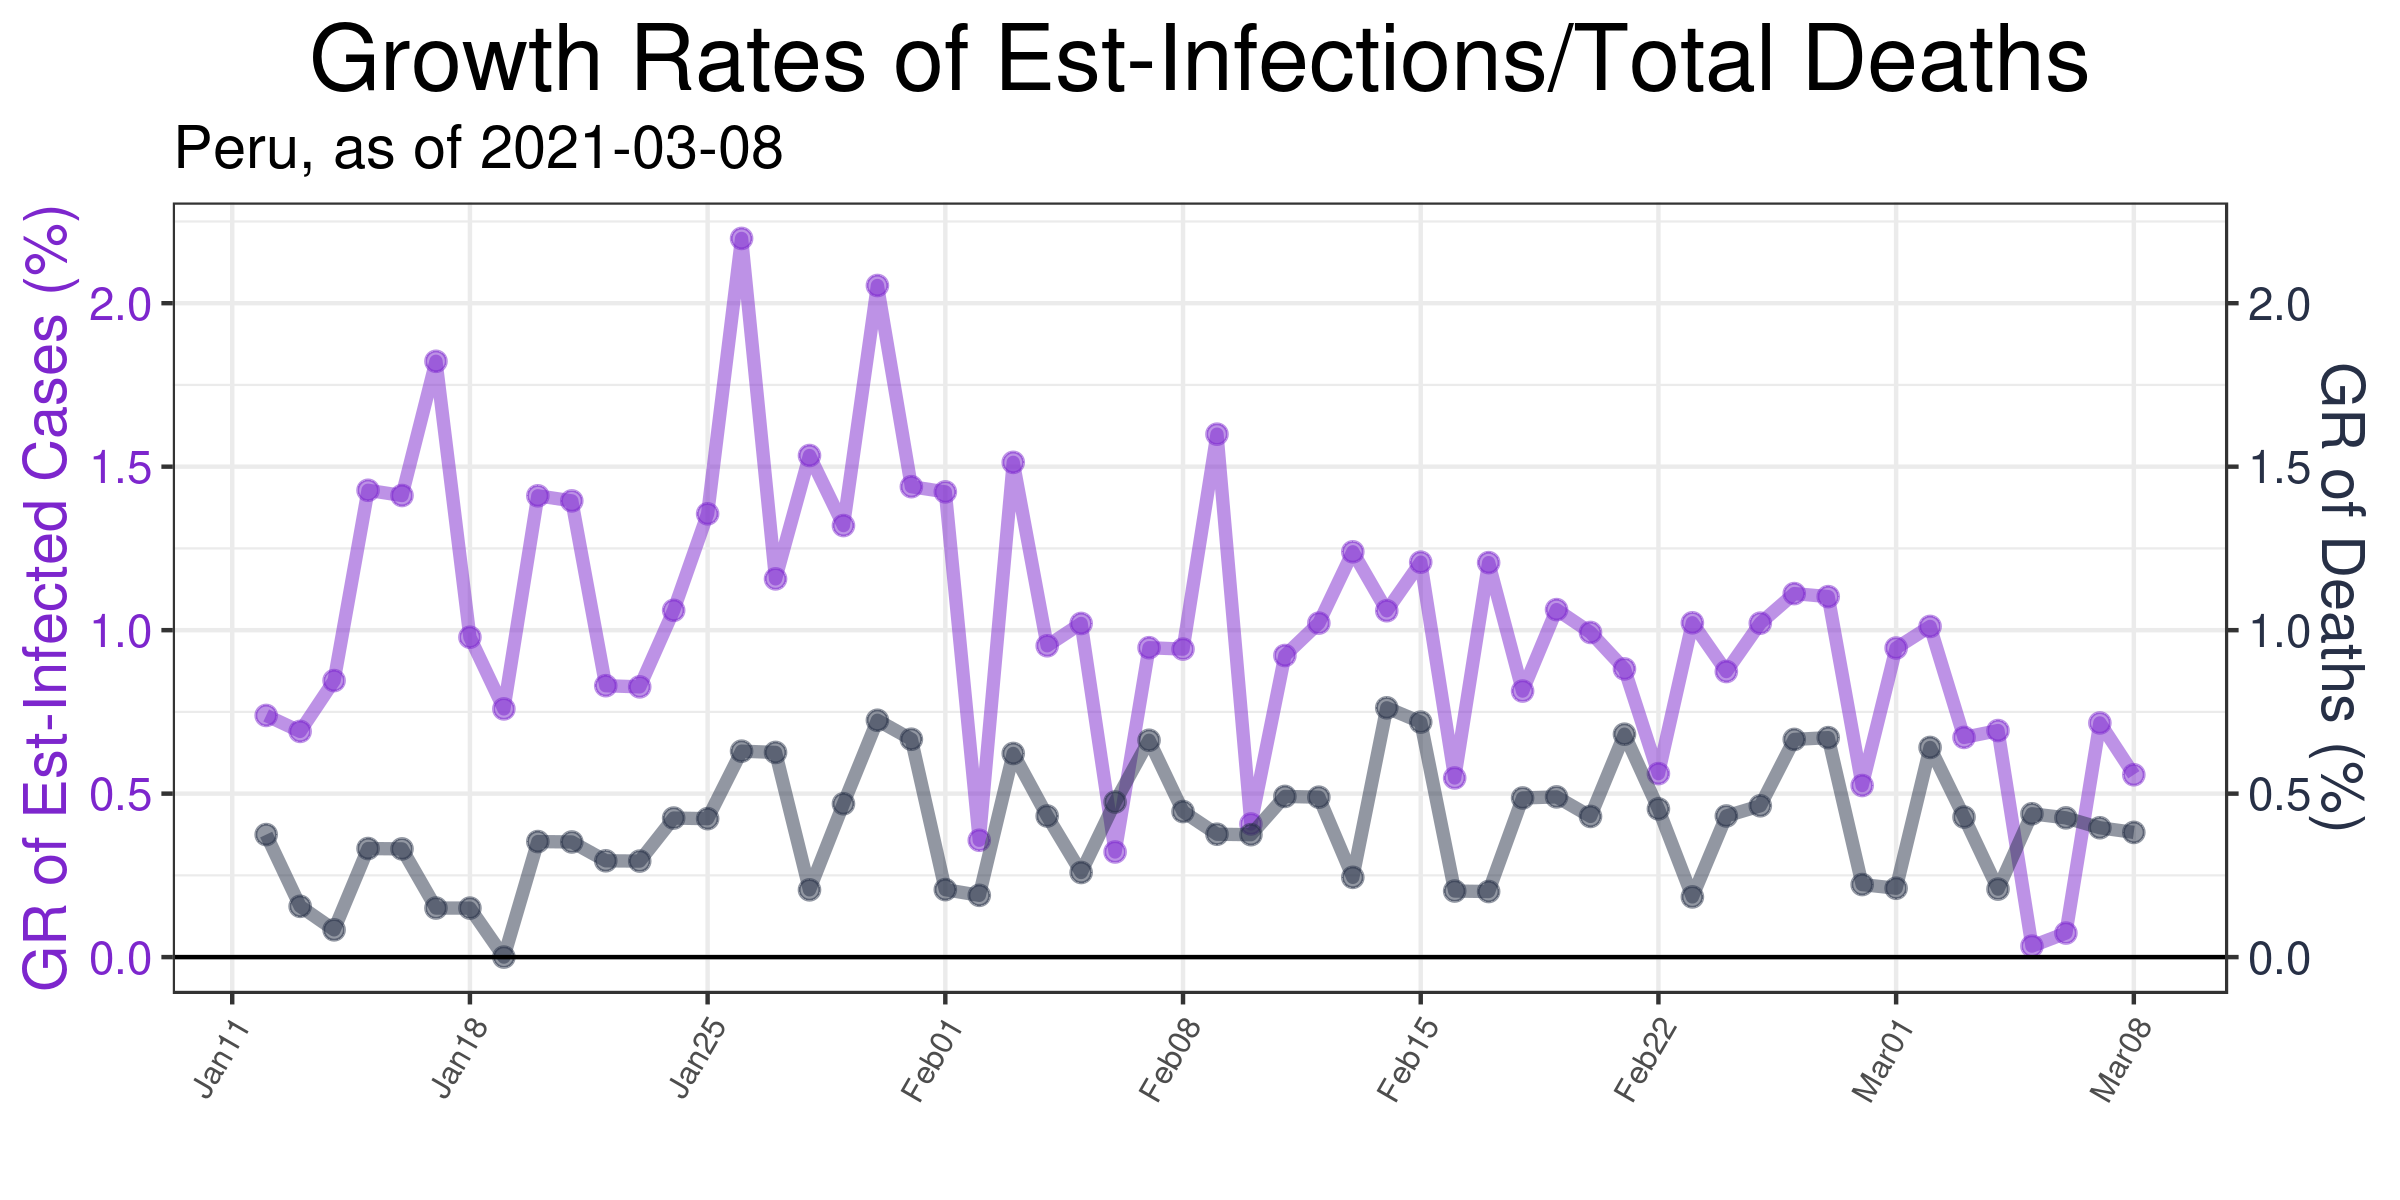 Growth Rates of Est-Infections/Total Deaths
Peru, as of 2021-03-08
GR of Est-Infected Cases (%)
2.0
1.5
1.0
0.5
0.0
2.0
1.5
1.0
0.5
0.0
GR of Deaths (%)
Jan11
Jan18
Jan25
Feb01
Feb08
Feb15
Feb22
Mar01
Mar08